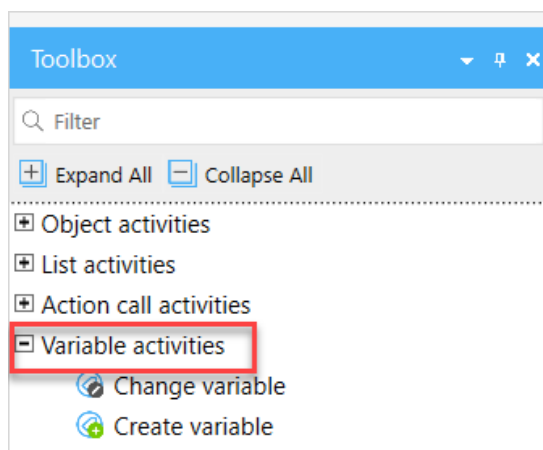 Toolbox
Filter
Expand All Collapse All
Object activities
List activities
Action call activities
Variable activities
Change variable
Create variable